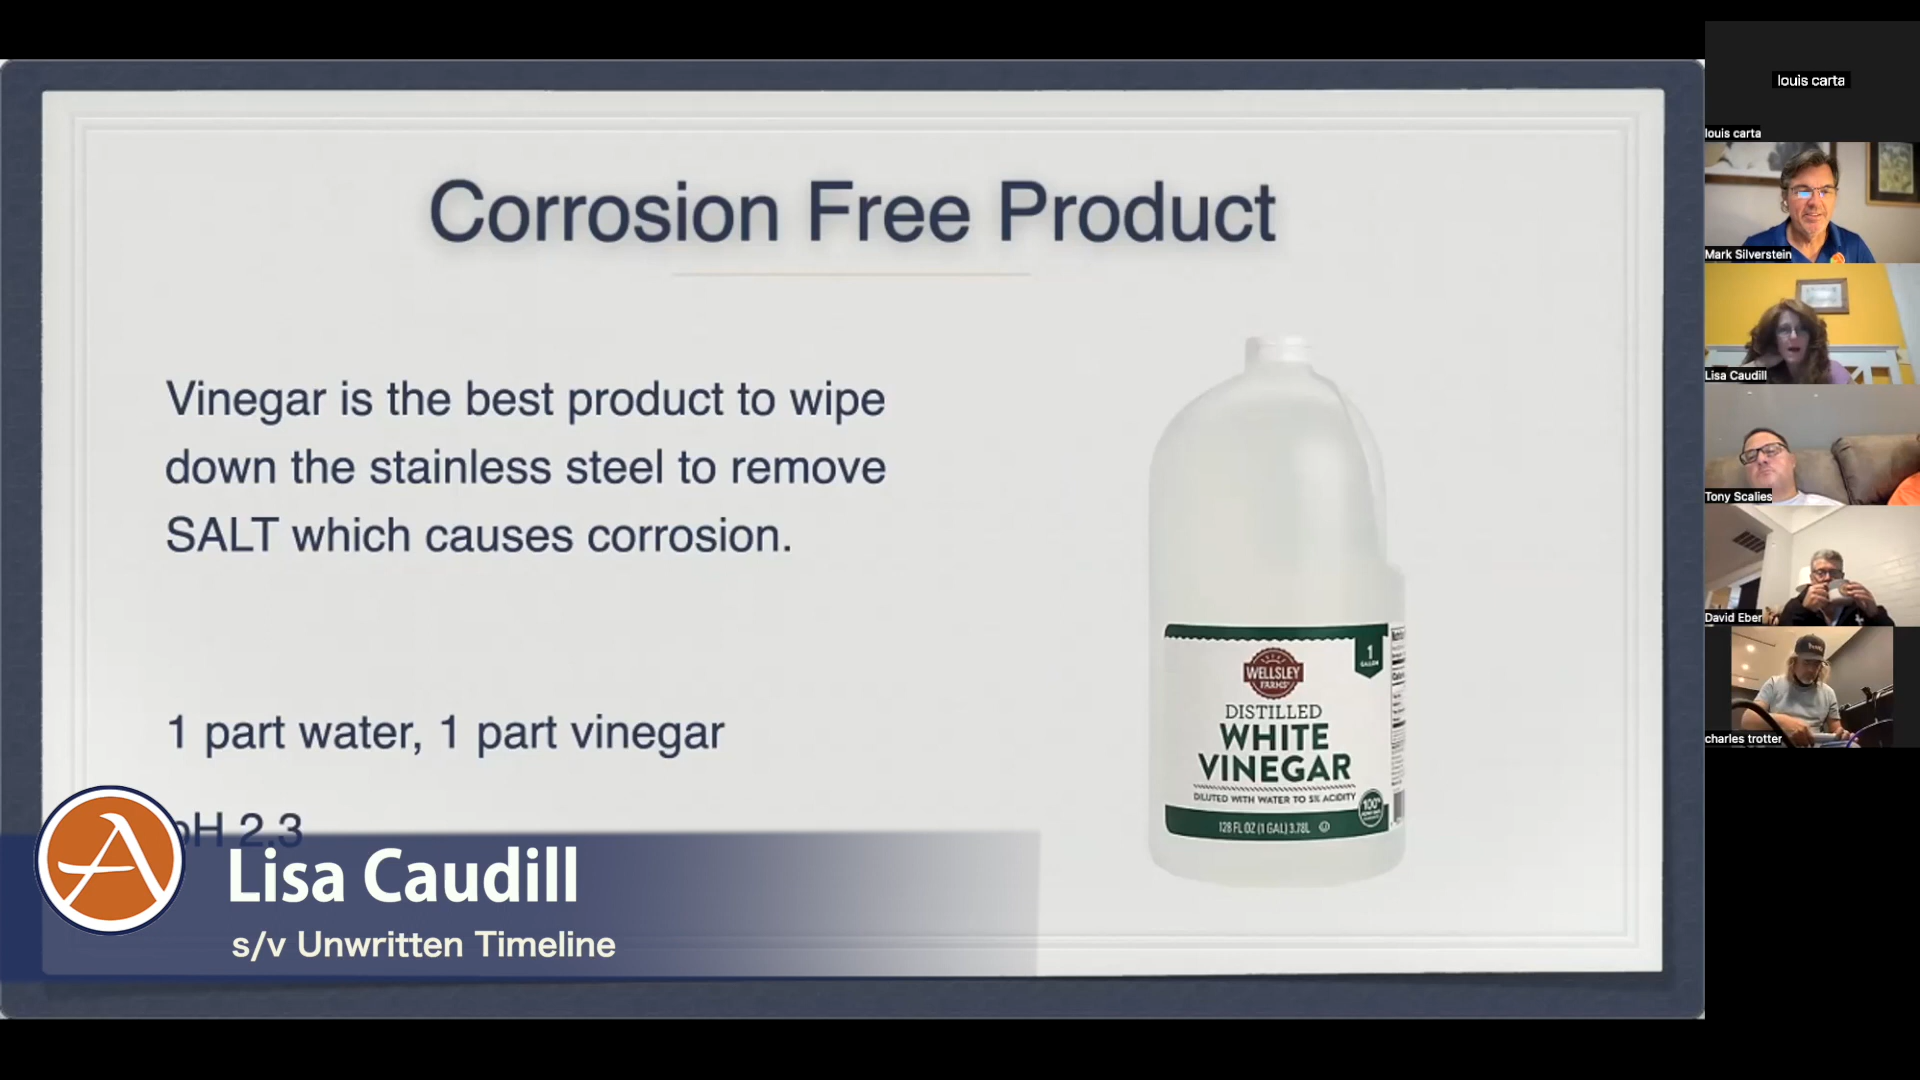 Corrosion Free Product
Vinegar is the best product to wipe
down the stainless steel to remove
SALT which causes corrosion.
1 part water, 1 part vinegar
pH 2.3
WELLSLEY
FARMS
1
GALLON
DISTILLED
WHITE
VINEGAR
DILUTED WITH WATER TO 5% ACIDITY
128 FL OZ (1 GAL) 3.78L
Lisa Caudill
s/v Unwritten Timeline
louis carta
louis carta
Mark Silverstein
Lisa Caudill
Tony Scalies
David Eber
charles trotter